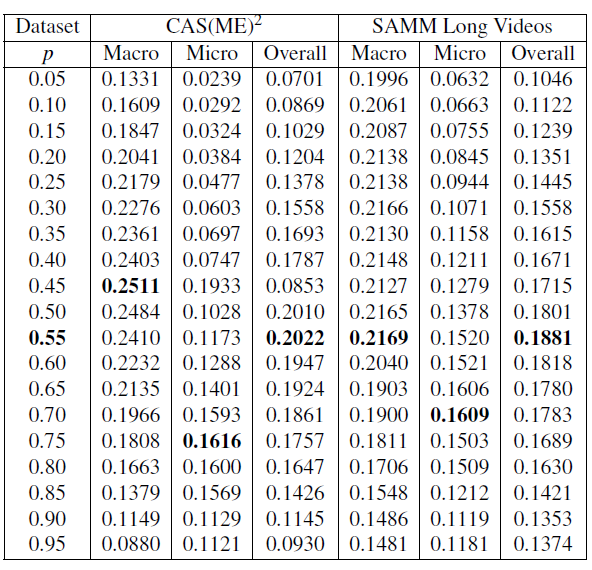 Dataset CAS(ME)² SAMM Long Videos
p Macro Micro Overall Macro Micro Overall
0.05 0.1331 0.0239 0.0701 0.1996 0.0632 0.1046
0.10 0.1609 0.0292 0.0869 0.2061 0.0663 0.1122
0.15 0.1847 0.0324 0.1029 0.2087 0.0755 0.1239
0.20 0.2041 0.0384 0.1204 0.2138 0.0845 0.1351
0.25 0.2179 0.0477 0.1378 0.2138 0.0944 0.1445
0.30 0.2276 0.0603 0.1558 0.2166 0.1071 0.1558
0.35 0.2361 0.0697 0.1693 0.2130 0.1158 0.1615
0.40 0.2403 0.0747 0.1787 0.2148 0.1211 0.1671
0.45 0.2511 0.1933 0.0853 0.2127 0.1279 0.1715
0.50 0.2484 0.1028 0.2010 0.2165 0.1378 0.1801
0.55 0.2410 0.1173 0.2022 0.2169 0.1520 0.1881
0.60 0.2232 0.1288 0.1947 0.2040 0.1521 0.1818
0.65 0.2135 0.1401 0.1924 0.1903 0.1606 0.1780
0.70 0.1966 0.1593 0.1861 0.1900 0.1609 0.1783
0.75 0.1808 0.1616 0.1757 0.1811 0.1503 0.1689
0.80 0.1663 0.1600 0.1647 0.1706 0.1509 0.1630
0.85 0.1379 0.1569 0.1426 0.1548 0.1212 0.1421
0.90 0.1149 0.1129 0.1145 0.1486 0.1119 0.1353
0.95 0.0880 0.1121 0.0930 0.1481 0.1181 0.1374